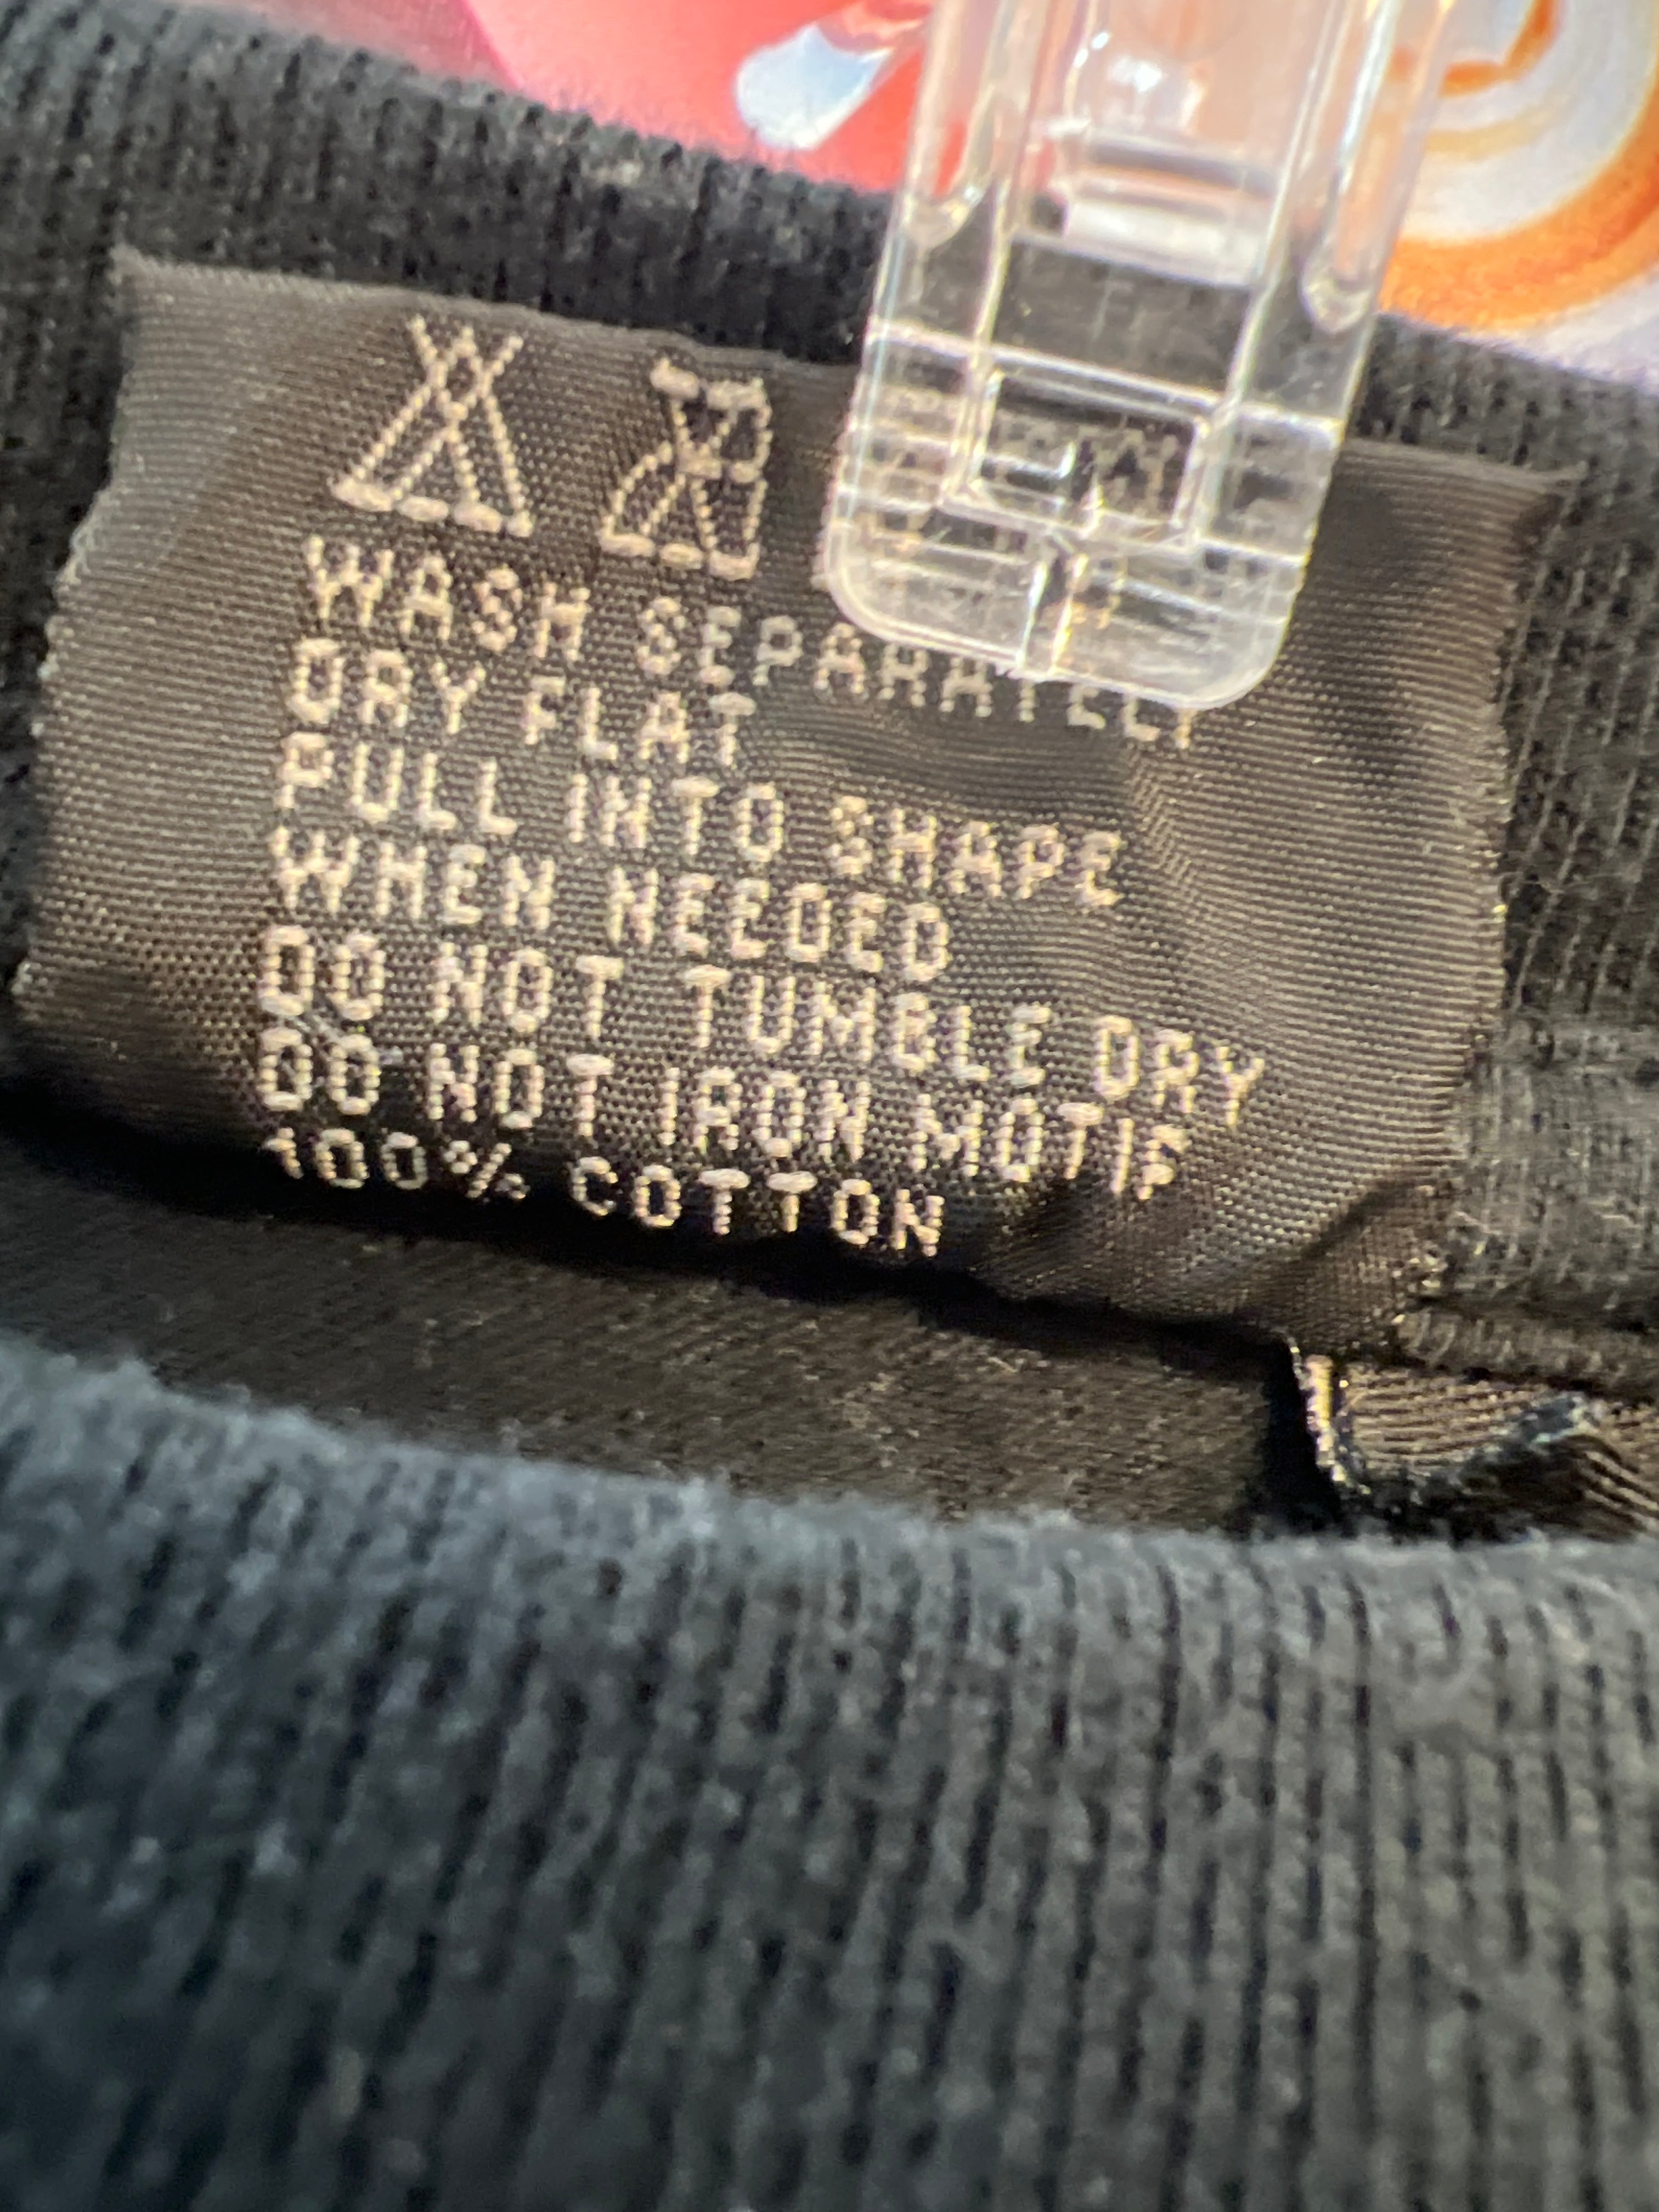 WASH SEPARATELY
DRY FLAT
PULL INTO SHAPE
WHEN NEEDED
DO NOT TUMBLE DRY
DO NOT IRON MOTIF
100% COTTON